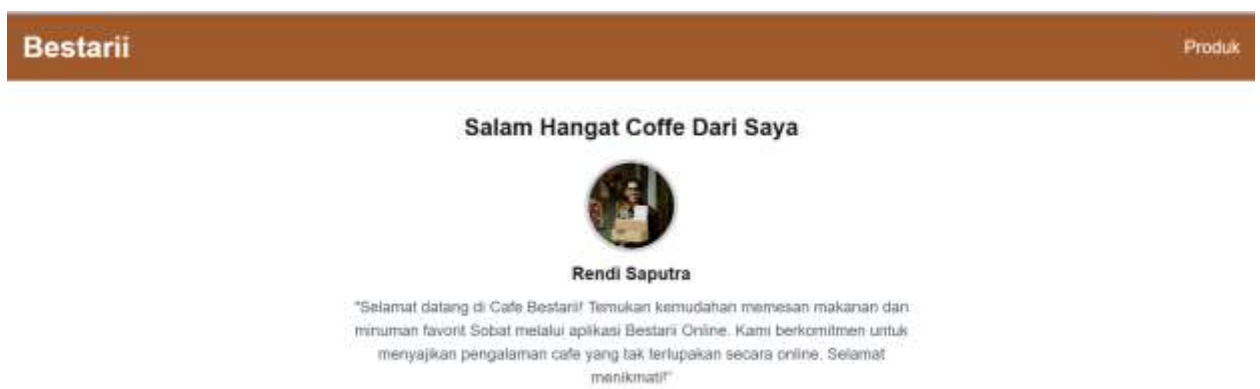 Bestarii
Produk
Salam Hangat Coffe Dari Saya
Rendi Saputra
"Selamat datang di Cafe Bestarii! Temukan kemudahan memesan makanan dan
minuman favorit Sobat melalui aplikasi Bestarii Online. Kami berkomitmen untuk
menyajikan pengalaman cafe yang tak terlupakan secara online. Selamat
menikmati!"